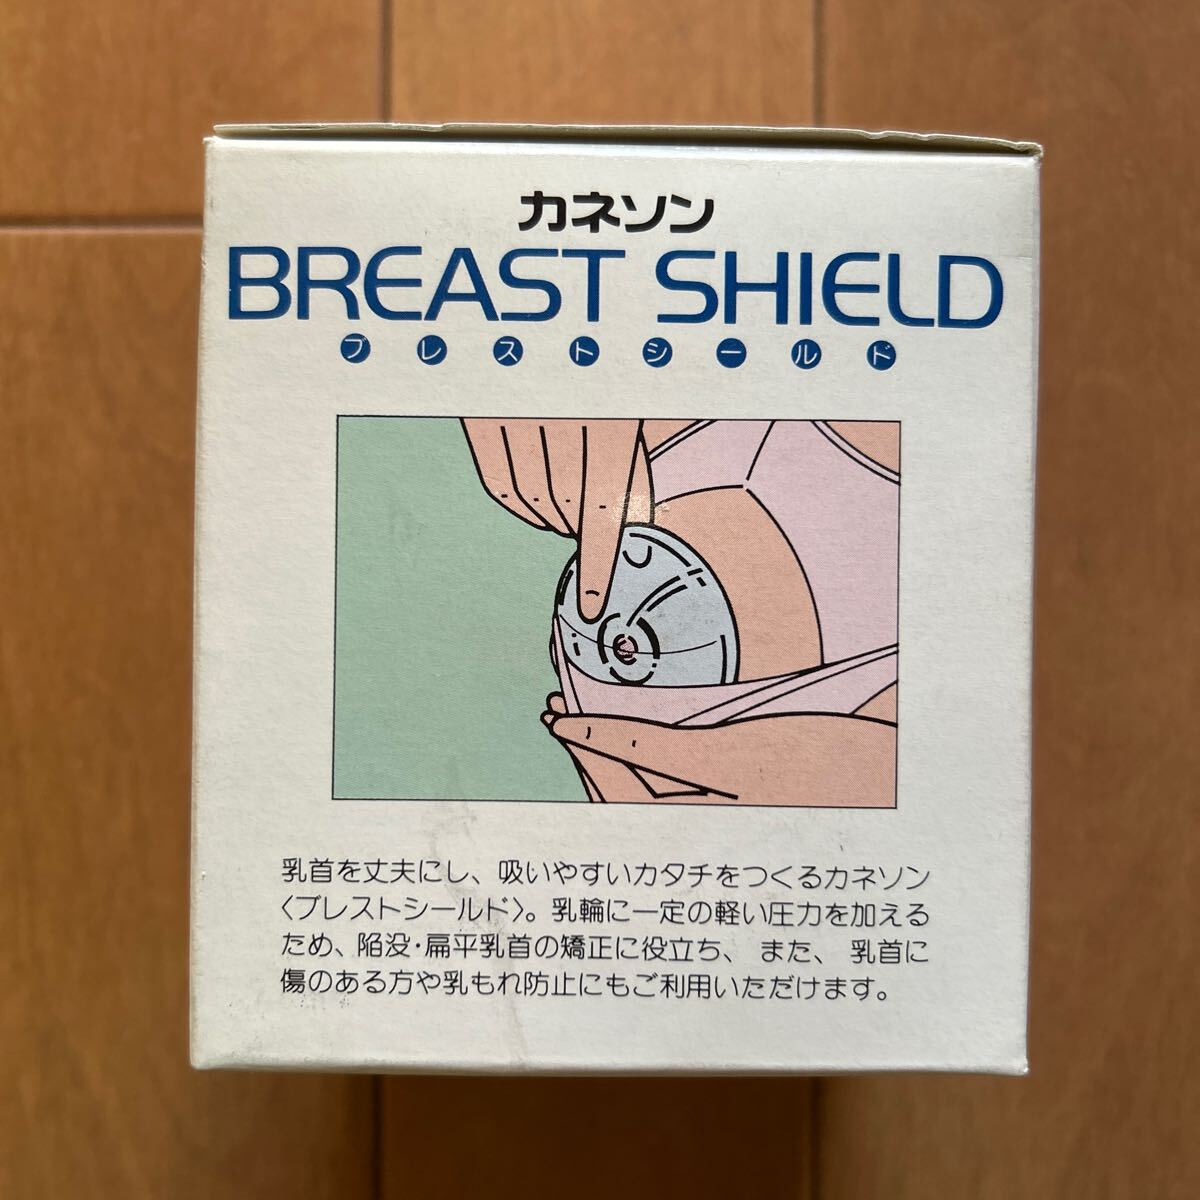 カネソン
BREAST SHIELD
ブレストシールド
乳首を丈夫にし、吸いやすいカタチをつくるカネソン
〈ブレストシールド〉。乳輪に一定の軽い圧力を加える
ため、陥没・扁平乳首の矯正に役立ち、また、乳首に
傷のある方や乳もれ防止にもご利用いただけます。